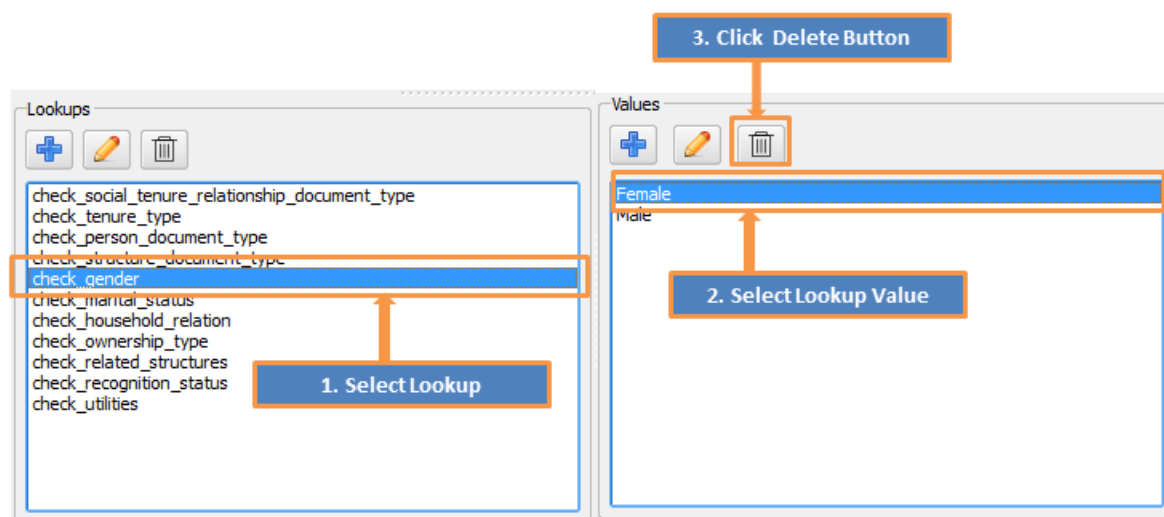 3. Click Delete Button
Lookups
Values
check_social_tenure_relationship_document_type
check_tenure_type
check_person_document_type
check_structure_document_type
check_gender
check_marital_status
check_household_relation
check_ownership_type
check_related_structures
check_recognition_status
check_utilities
1. Select Lookup
Female
Male
2. Select Lookup Value